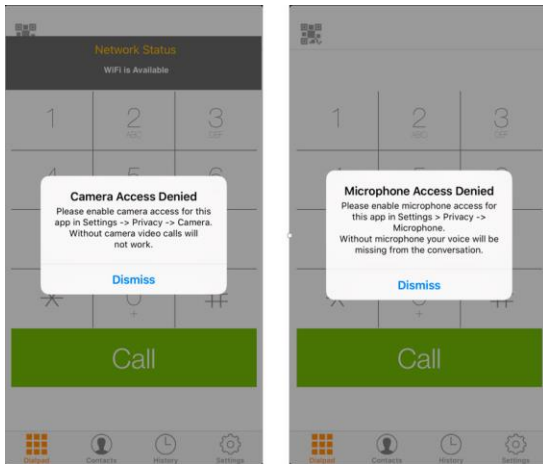 Network Status
WiFi is Available
1
2
ABC
3
DEF
Camera Access Denied
Please enable camera access for this
app in Settings -> Privacy -> Camera.
Without camera video calls will
not work.
Dismiss
+
#
Call
Dialpad
Contacts
History
Settings
1
2
ABC
3
DEF
Microphone Access Denied
Please enable microphone access for
this app in Settings > Privacy ->
Microphone.
Without microphone your voice will be
missing from the conversation.
Dismiss
+
#
Call
Dialpad
Contacts
History
Settings